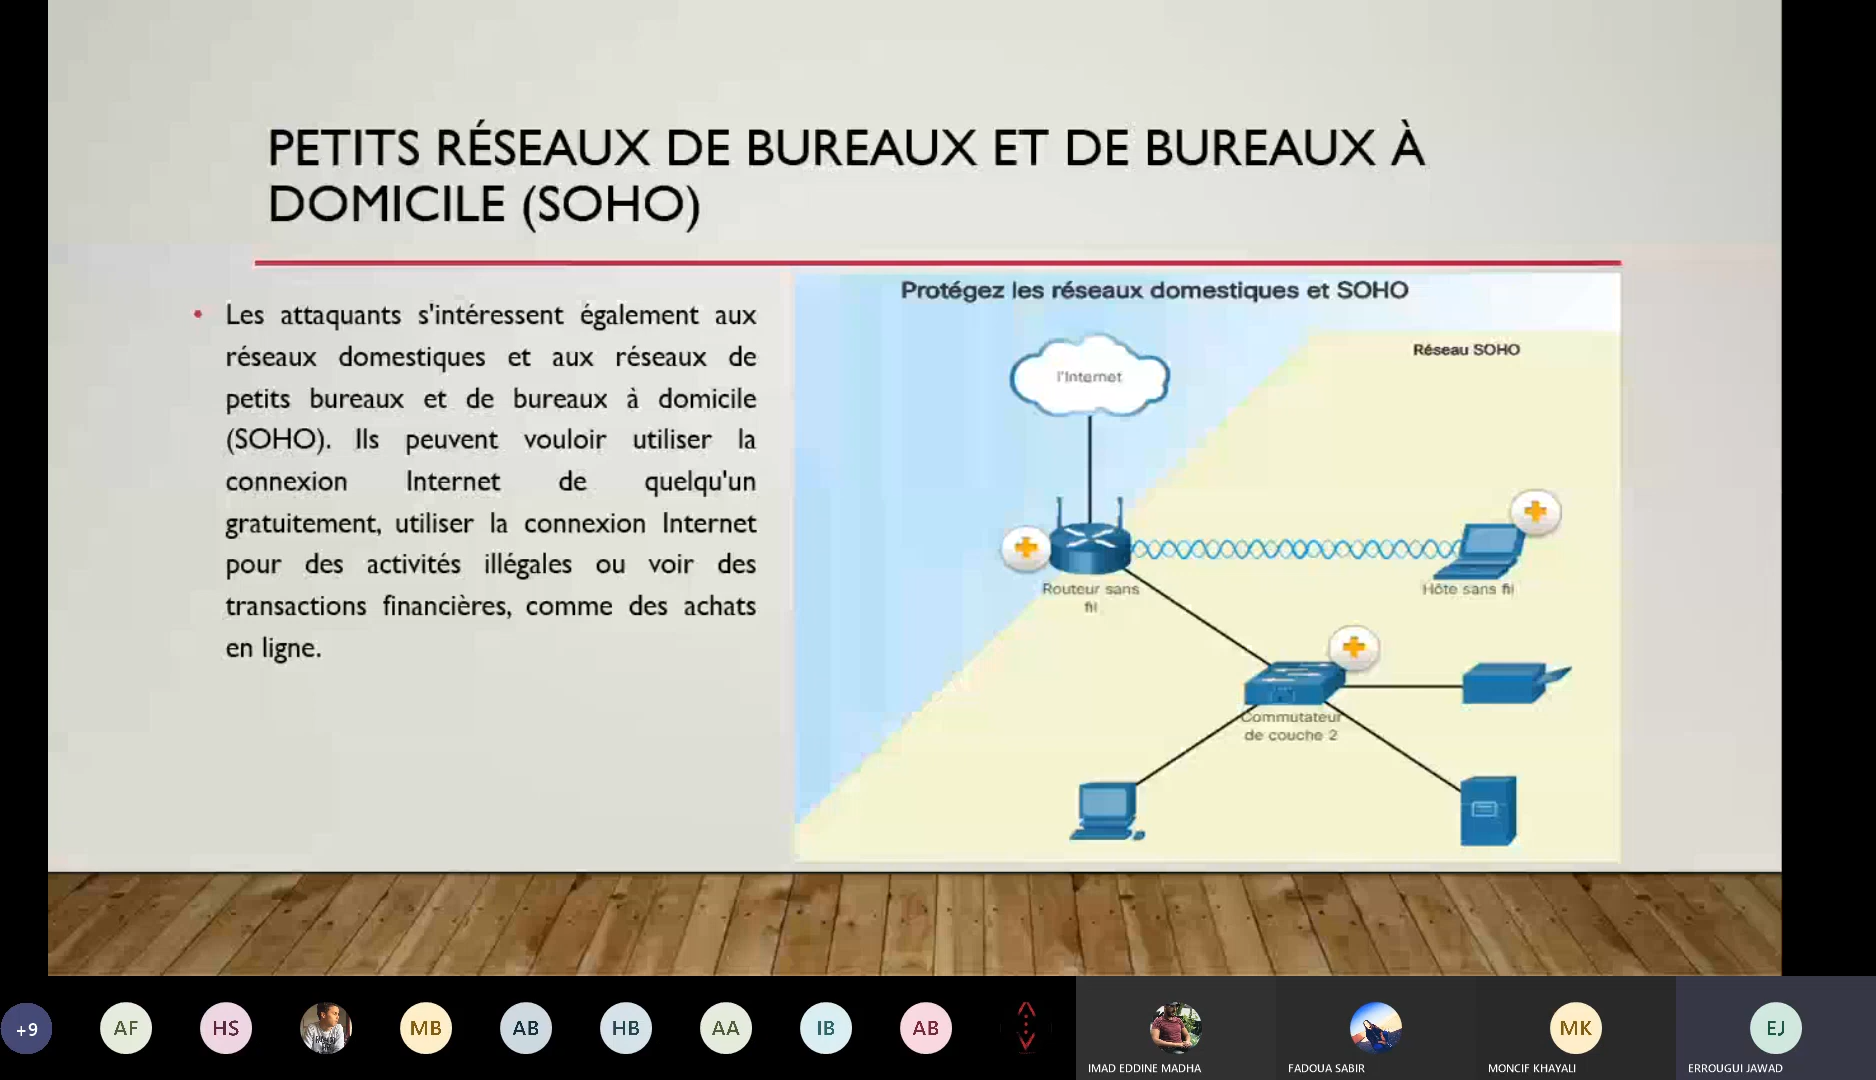 PETITS RÉSEAUX DE BUREAUX ET DE BUREAUX À
DOMICILE (SOHO)
• Les attaquants s'intéressent également aux
réseaux domestiques et aux réseaux de
petits bureaux et de bureaux à domicile
(SOHO). Ils peuvent vouloir utiliser la
connexion Internet de quelqu'un
gratuitement, utiliser la connexion Internet
pour des activités illégales ou voir des
transactions financières, comme des achats
en ligne.
Protégez les réseaux domestiques et SOHO
Réseau SOHO
l'Internet
Routeur sans
fil
Hôte sans fil
Commutateur
de couche 2
+9
AF
HS
MB
AB
HB
AA
IB
AB
MK
EJ
IMAD EDDINE MADHA
FADOUA SABIR
MONCIF KHAYALI
ERROUGUI JAWAD